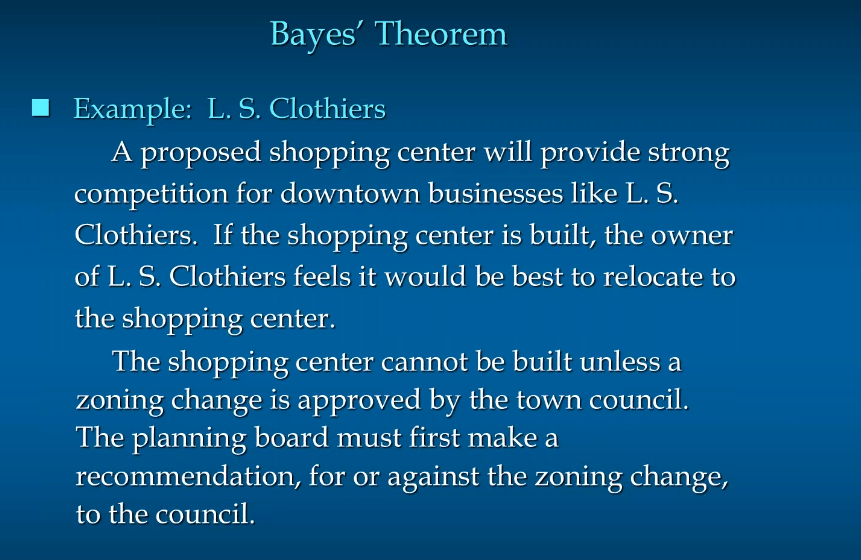 Bayes’ Theorem
Example: L. S. Clothiers
A proposed shopping center will provide strong
competition for downtown businesses like L. S.
Clothiers. If the shopping center is built, the owner
of L. S. Clothiers feels it would be best to relocate to
the shopping center.
The shopping center cannot be built unless a
zoning change is approved by the town council.
The planning board must first make a
recommendation, for or against the zoning change,
to the council.